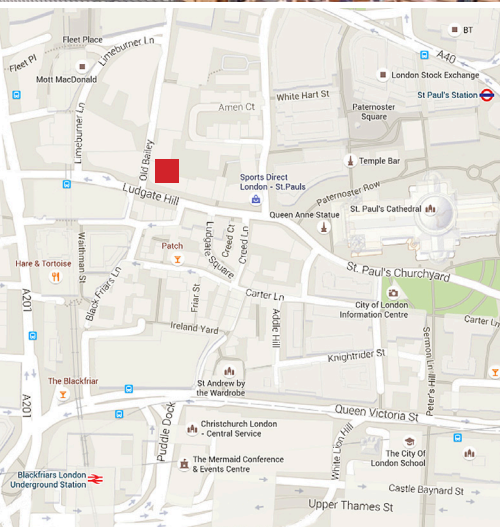 BT
Fleet Place
Limeburner Ln
A40
Fleet Pl
Mott MacDonald
London Stock Exchange
St Paul's Station
White Hart St
Amen Ct
Paternoster
Square
Limeburner Ln
Old Bailey
Temple Bar
Sports Direct
London - St.Pauls
Paternoster Row
Ludgate Hill
Queen Anne Statue
St. Paul's Cathedral
Waithman St
Patch
Ludgate
Square
Creed Ct
Creed Ln
Hare & Tortoise
St. Paul's Churchyard
Black Friars Ln
A201
Friar St
Carter Ln
City of London
Information Centre
Addle Hill
Carter Ln
Ireland Yard
Sermon Ln
Knightrider St
St Andrew by
the Wardrobe
The Blackfriar
Peter's Hill
A201
Puddle Dock
Queen Victoria St
Christchurch London
- Central Service
White Lion Hill
The Mermaid Conference
& Events Centre
The City Of
London School
Blackfriars London
Underground Station
Castle Baynard St
Upper Thames St